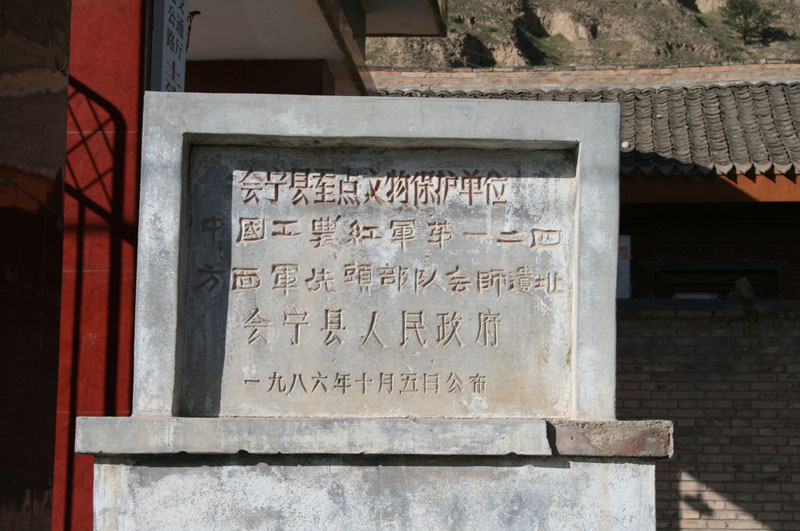 会宁县重点文物保护单位
中國工農紅軍第一二四
方面軍先頭部队会師遺址
会宁县人民政府
一九八六年十月五日公布